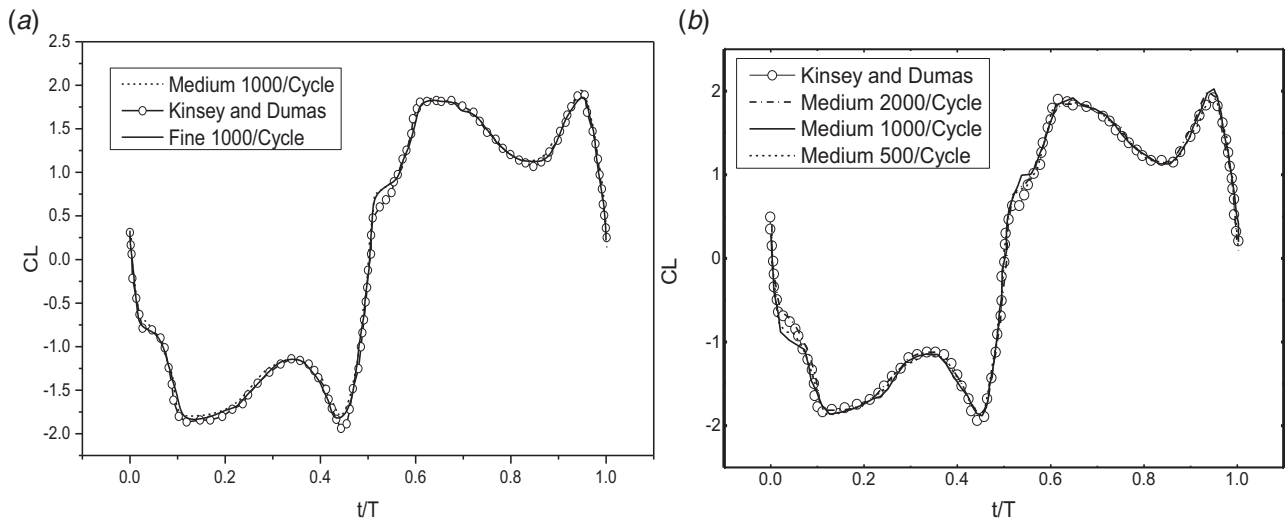 (a)
2.5
2.0
1.5
1.0
0.5
0.0
-0.5
-1.0
-1.5
-2.0
CL
Medium 1000/Cycle
Kinsey and Dumas
Fine 1000/Cycle
0.0 0.2 0.4 0.6 0.8 1.0
t/T
(b)
2
1
0
-1
-2
CL
Kinsey and Dumas
Medium 2000/Cycle
Medium 1000/Cycle
Medium 500/Cycle
0.0 0.2 0.4 0.6 0.8 1.0
t/T